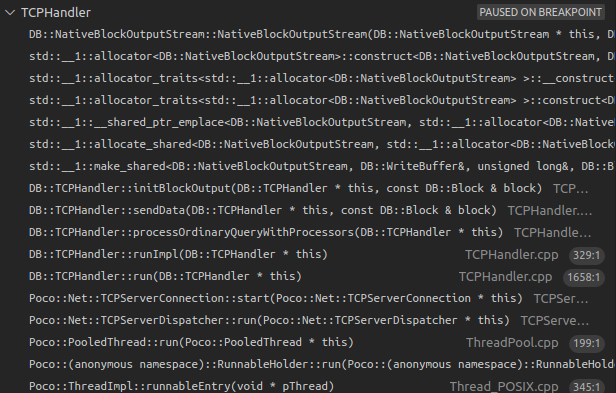 TCPHandler PAUSED ON BREAKPOINT
DB::NativeBlockOutputStream::NativeBlockOutputStream(DB::NativeBlockOutputStream * this, D
std::__1::allocator<DB::NativeBlockOutputStream>::construct<DB::NativeBlockOutputStream, D
std::__1::allocator_traits<std::__1::allocator<DB::NativeBlockOutputStream> >::__construct
std::__1::allocator_traits<std::__1::allocator<DB::NativeBlockOutputStream> >::construct<D
std::__1::__shared_ptr_emplace<DB::NativeBlockOutputStream, std::__1::allocator<DB::Native
std::__1::allocate_shared<DB::NativeBlockOutputStream, std::__1::allocator<DB::NativeBlock
std::__1::make_shared<DB::NativeBlockOutputStream, DB::WriteBuffer&, unsigned long&, DB::B
DB::TCPHandler::initBlockOutput(DB::TCPHandler * this, const DB::Block & block) TCP...
DB::TCPHandler::sendData(DB::TCPHandler * this, const DB::Block & block) TCPHandler....
DB::TCPHandler::processOrdinaryQueryWithProcessors(DB::TCPHandler * this) TCPHandle...
DB::TCPHandler::runImpl(DB::TCPHandler * this) TCPHandler.cpp 329:1
DB::TCPHandler::run(DB::TCPHandler * this) TCPHandler.cpp 1658:1
Poco::Net::TCPServerConnection::start(Poco::Net::TCPServerConnection * this) TCPSer...
Poco::Net::TCPServerDispatcher::run(Poco::Net::TCPServerDispatcher * this) TCPServe...
Poco::PooledThread::run(Poco::PooledThread * this) ThreadPool.cpp 199:1
Poco::(anonymous namespace)::RunnableHolder::run(Poco::(anonymous namespace)::RunnableHold
Poco::ThreadImpl::runnableEntry(void * pThread) Thread_POSIX.cpp 345:1